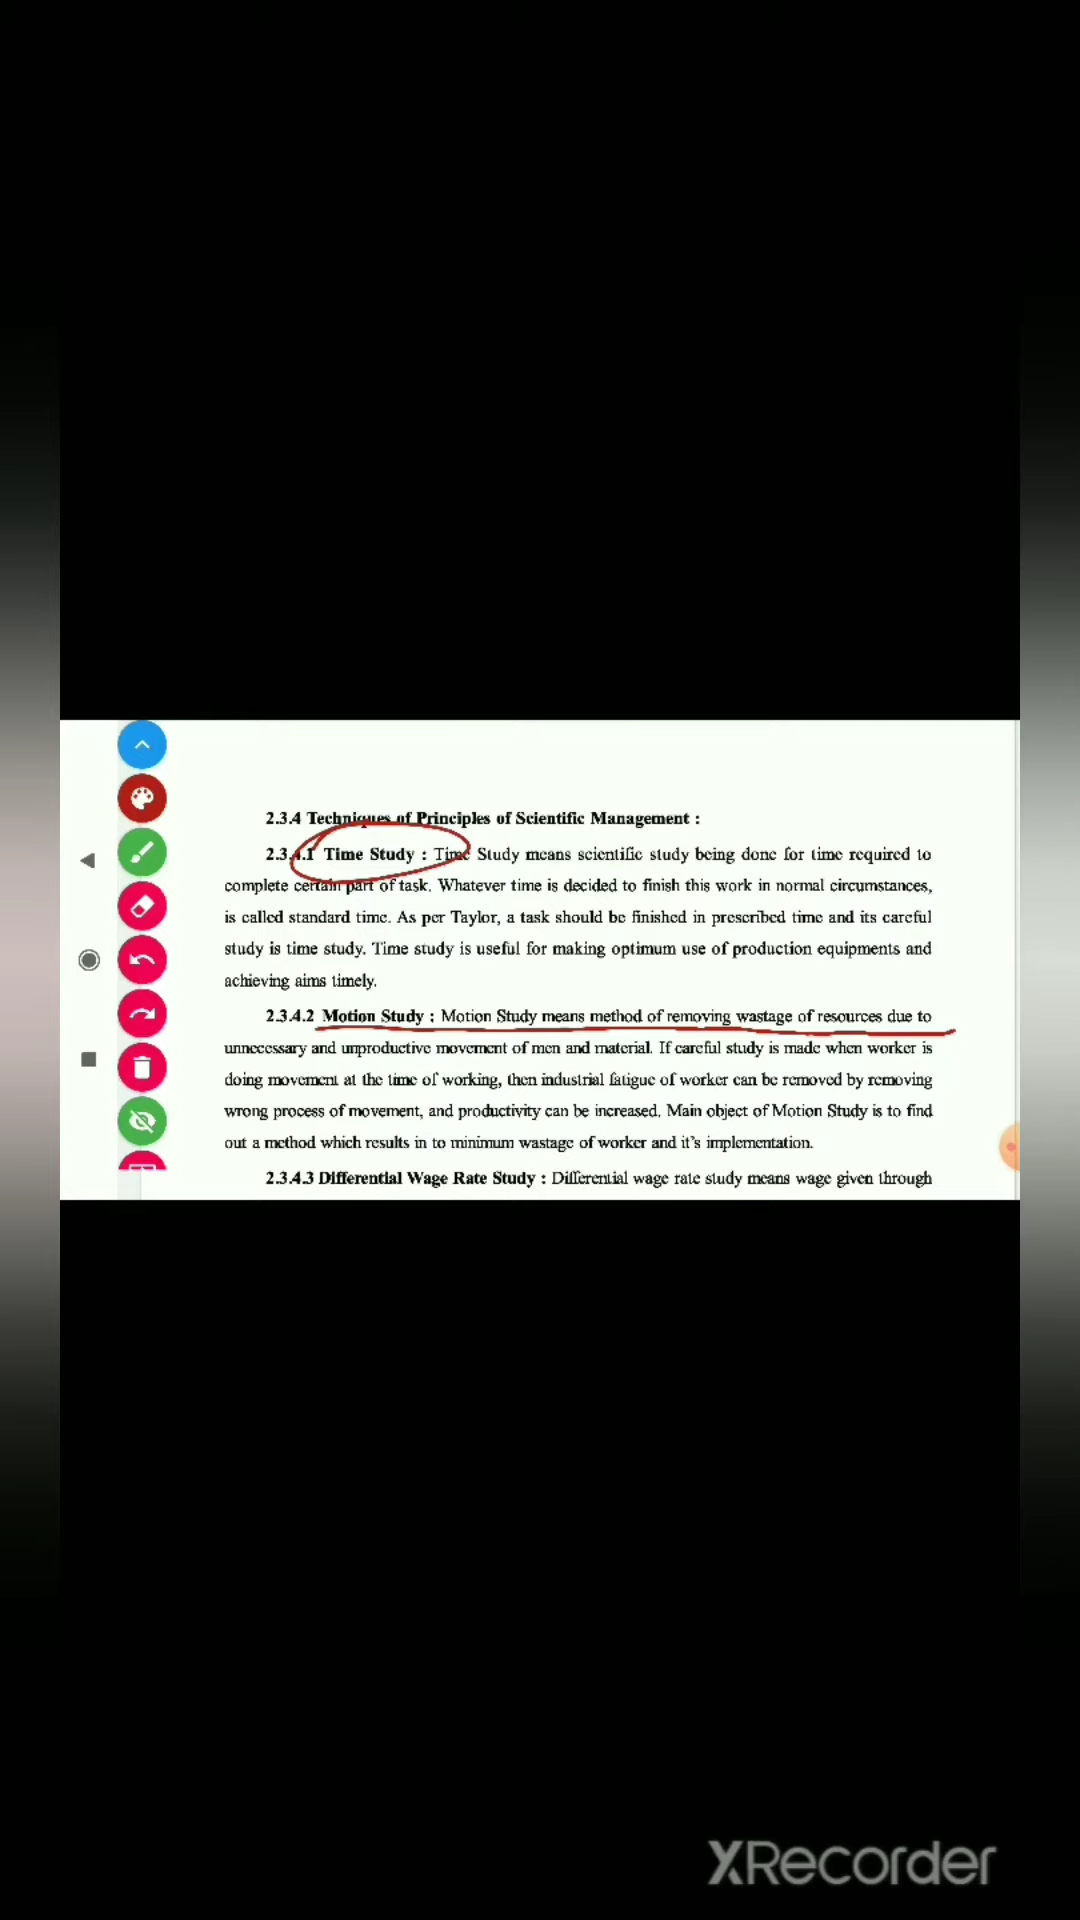 2.3.4 Techniques of Principles of Scientific Management :
2.3.4.1 Time Study : Time Study means scientific study being done for time required to
complete certain part of task. Whatever time is decided to finish this work in normal circumstances,
is called standard time. As per Taylor, a task should be finished in prescribed time and its careful
study is time study. Time study is useful for making optimum use of production equipments and
achieving aims timely.
2.3.4.2 Motion Study : Motion Study means method of removing wastage of resources due to
unnecessary and unproductive movement of men and material. If careful study is made when worker is
doing movement at the time of working, then industrial fatigue of worker can be removed by removing
wrong process of movement, and productivity can be increased. Main object of Motion Study is to find
out a method which results in to minimum wastage of worker and it's implementation.
2.3.4.3 Differential Wage Rate Study : Differential wage rate study means wage given through
XRecorder